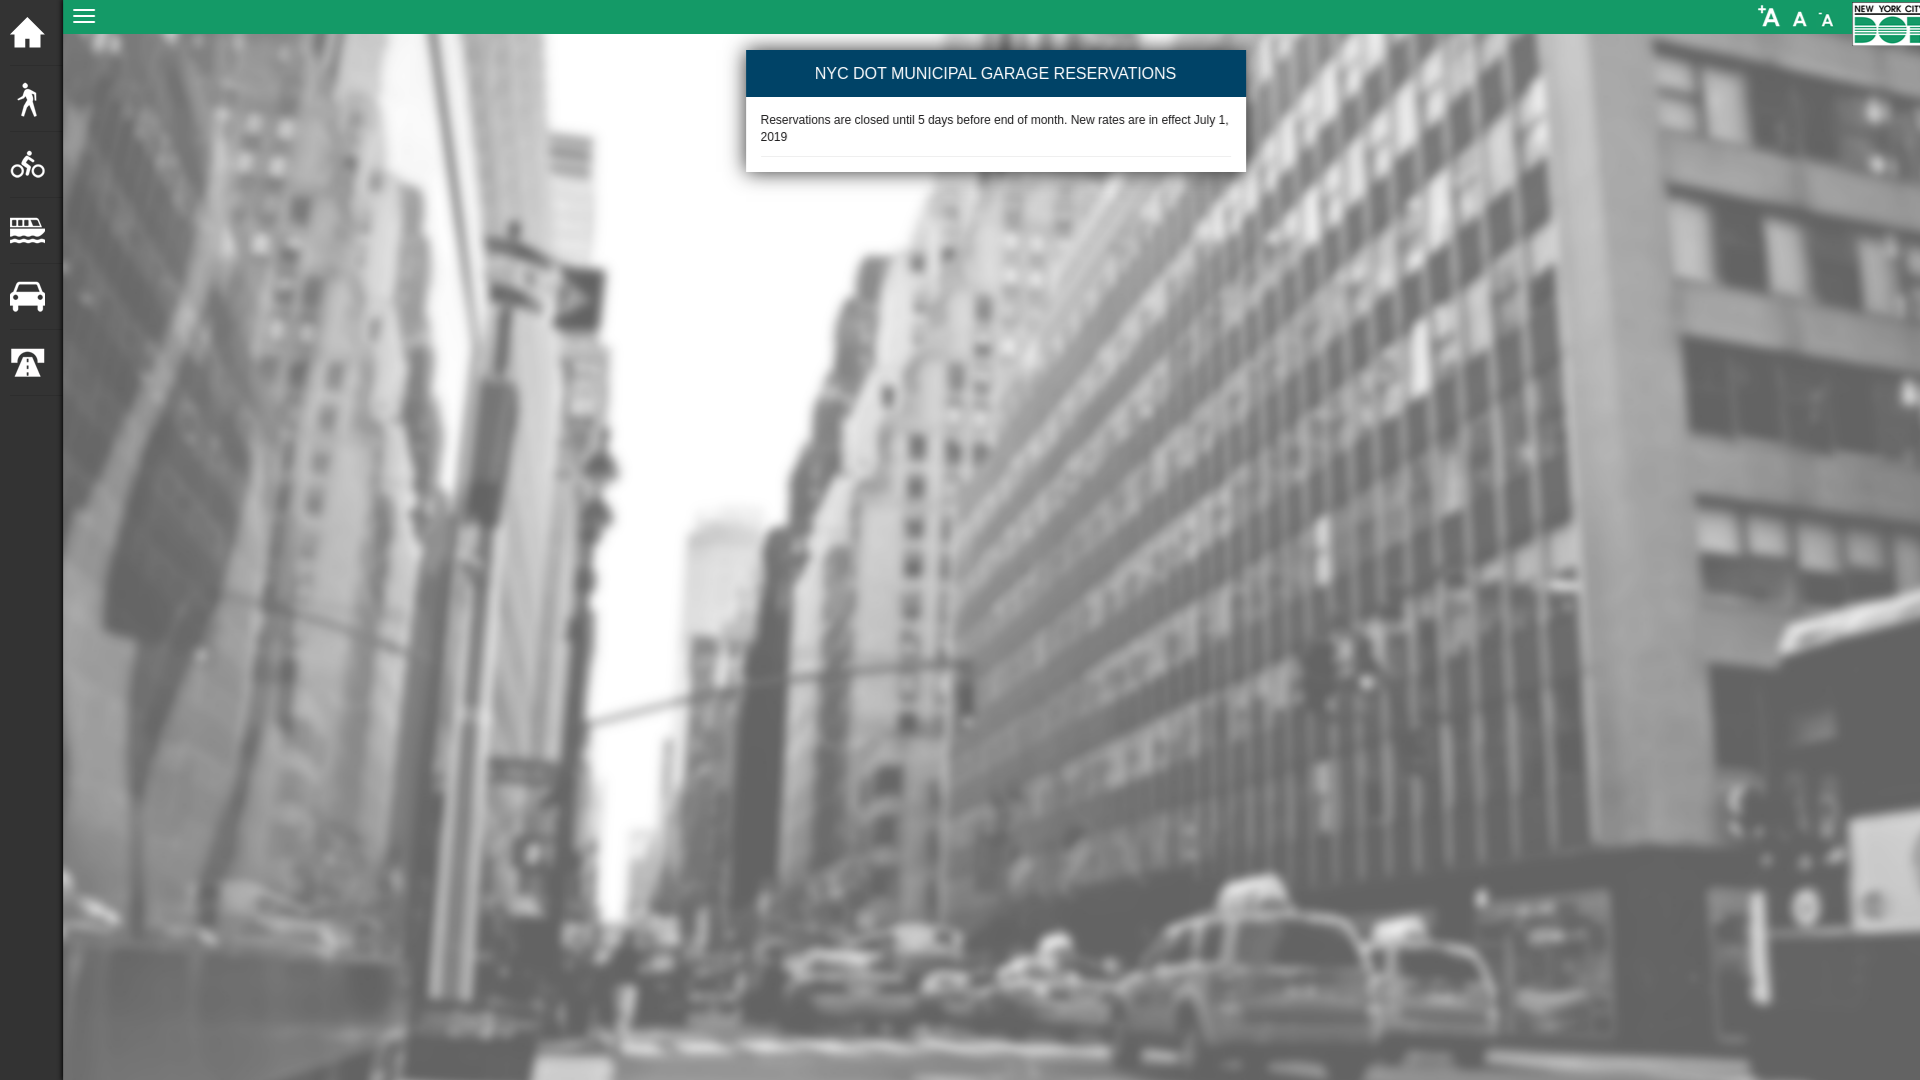 +A A -A
NEW YORK CITY
DOT
NYC DOT MUNICIPAL GARAGE RESERVATIONS
Reservations are closed until 5 days before end of month. New rates are in effect July 1,
2019